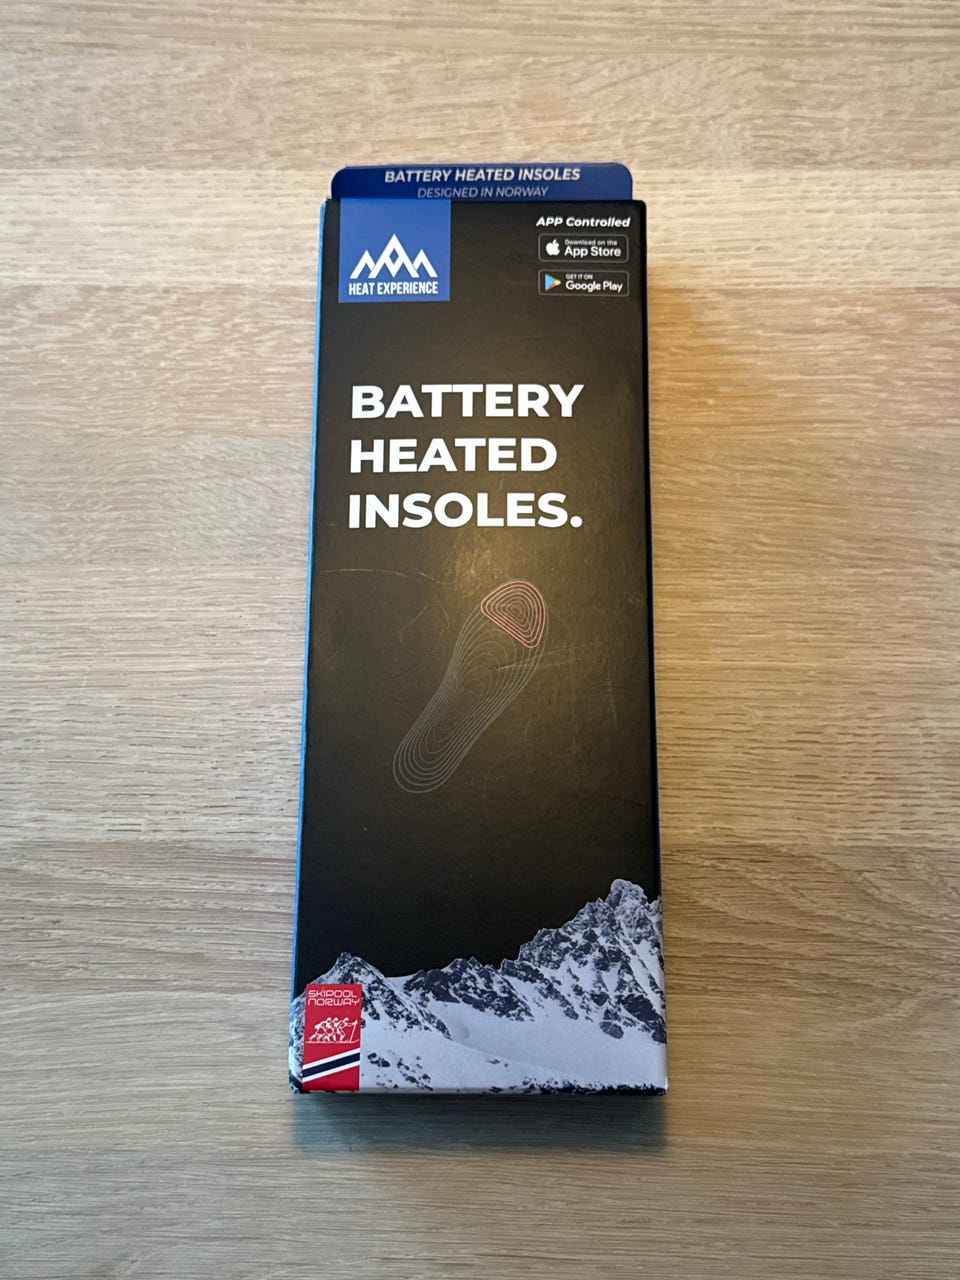 BATTERY HEATED INSOLES
DESIGNED IN NORWAY
HEAT EXPERIENCE
APP Controlled
Download on the
App Store
GET IT ON
Google Play
BATTERY
HEATED
INSOLES.
SKIPOOL
NORWAY